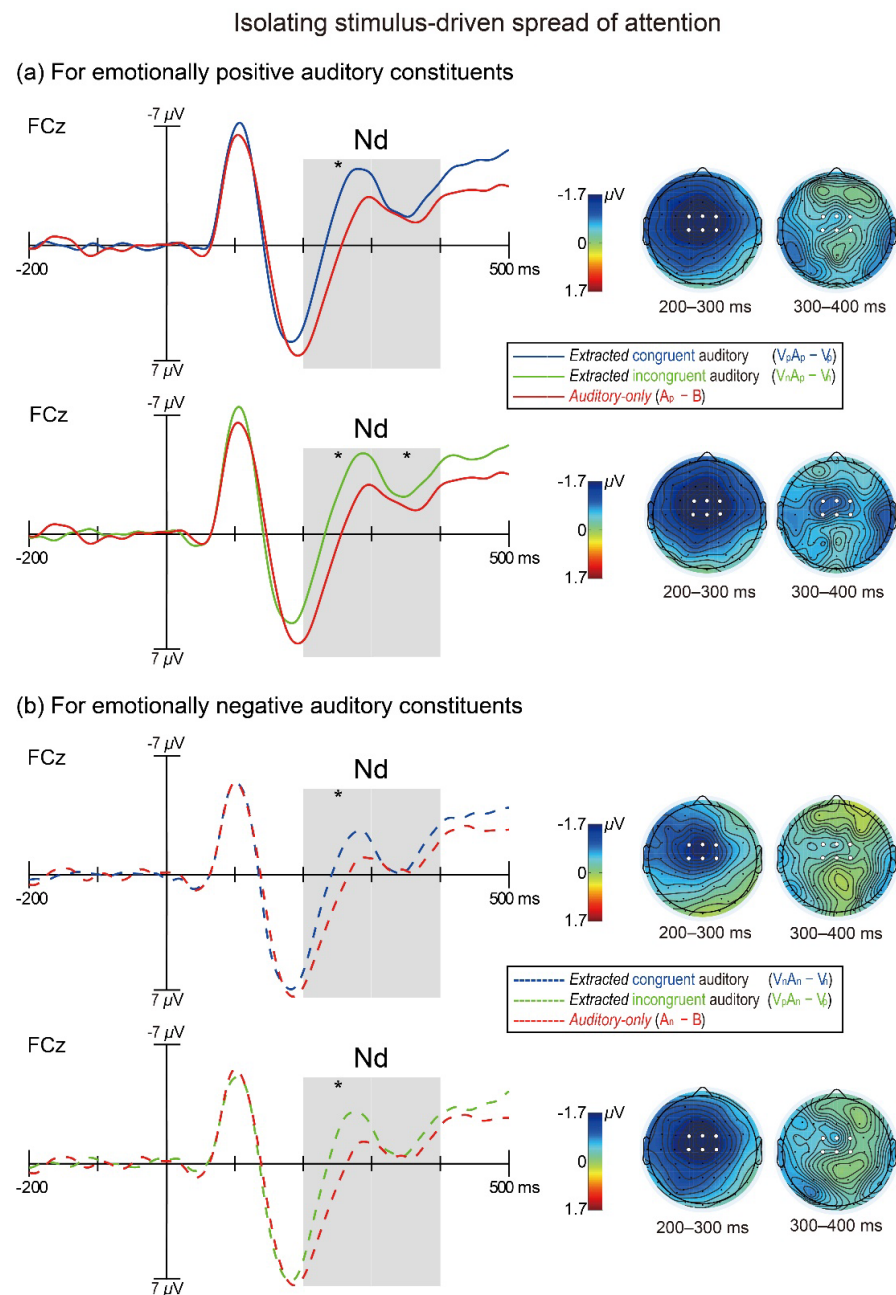 Isolating stimulus-driven spread of attention
(a) For emotionally positive auditory constituents
FCz
-7 µV
Nd
*
-200
500 ms
7 µV
-1.7
µV
0
1.7
200–300 ms
300–400 ms
Extracted congruent auditory (VpAp − Vp)
Extracted incongruent auditory (VnAp − Vn)
Auditory-only (Ap − B)
FCz
-7 µV
Nd
* *
-200
500 ms
7 µV
-1.7
µV
0
1.7
200–300 ms
300–400 ms
(b) For emotionally negative auditory constituents
FCz
-7 µV
Nd
*
-200
500 ms
7 µV
-1.7
µV
0
1.7
200–300 ms
300–400 ms
Extracted congruent auditory (VnAn − Vn)
Extracted incongruent auditory (VpAn − Vp)
Auditory-only (An − B)
FCz
-7 µV
Nd
*
-200
500 ms
7 µV
-1.7
µV
0
1.7
200–300 ms
300–400 ms